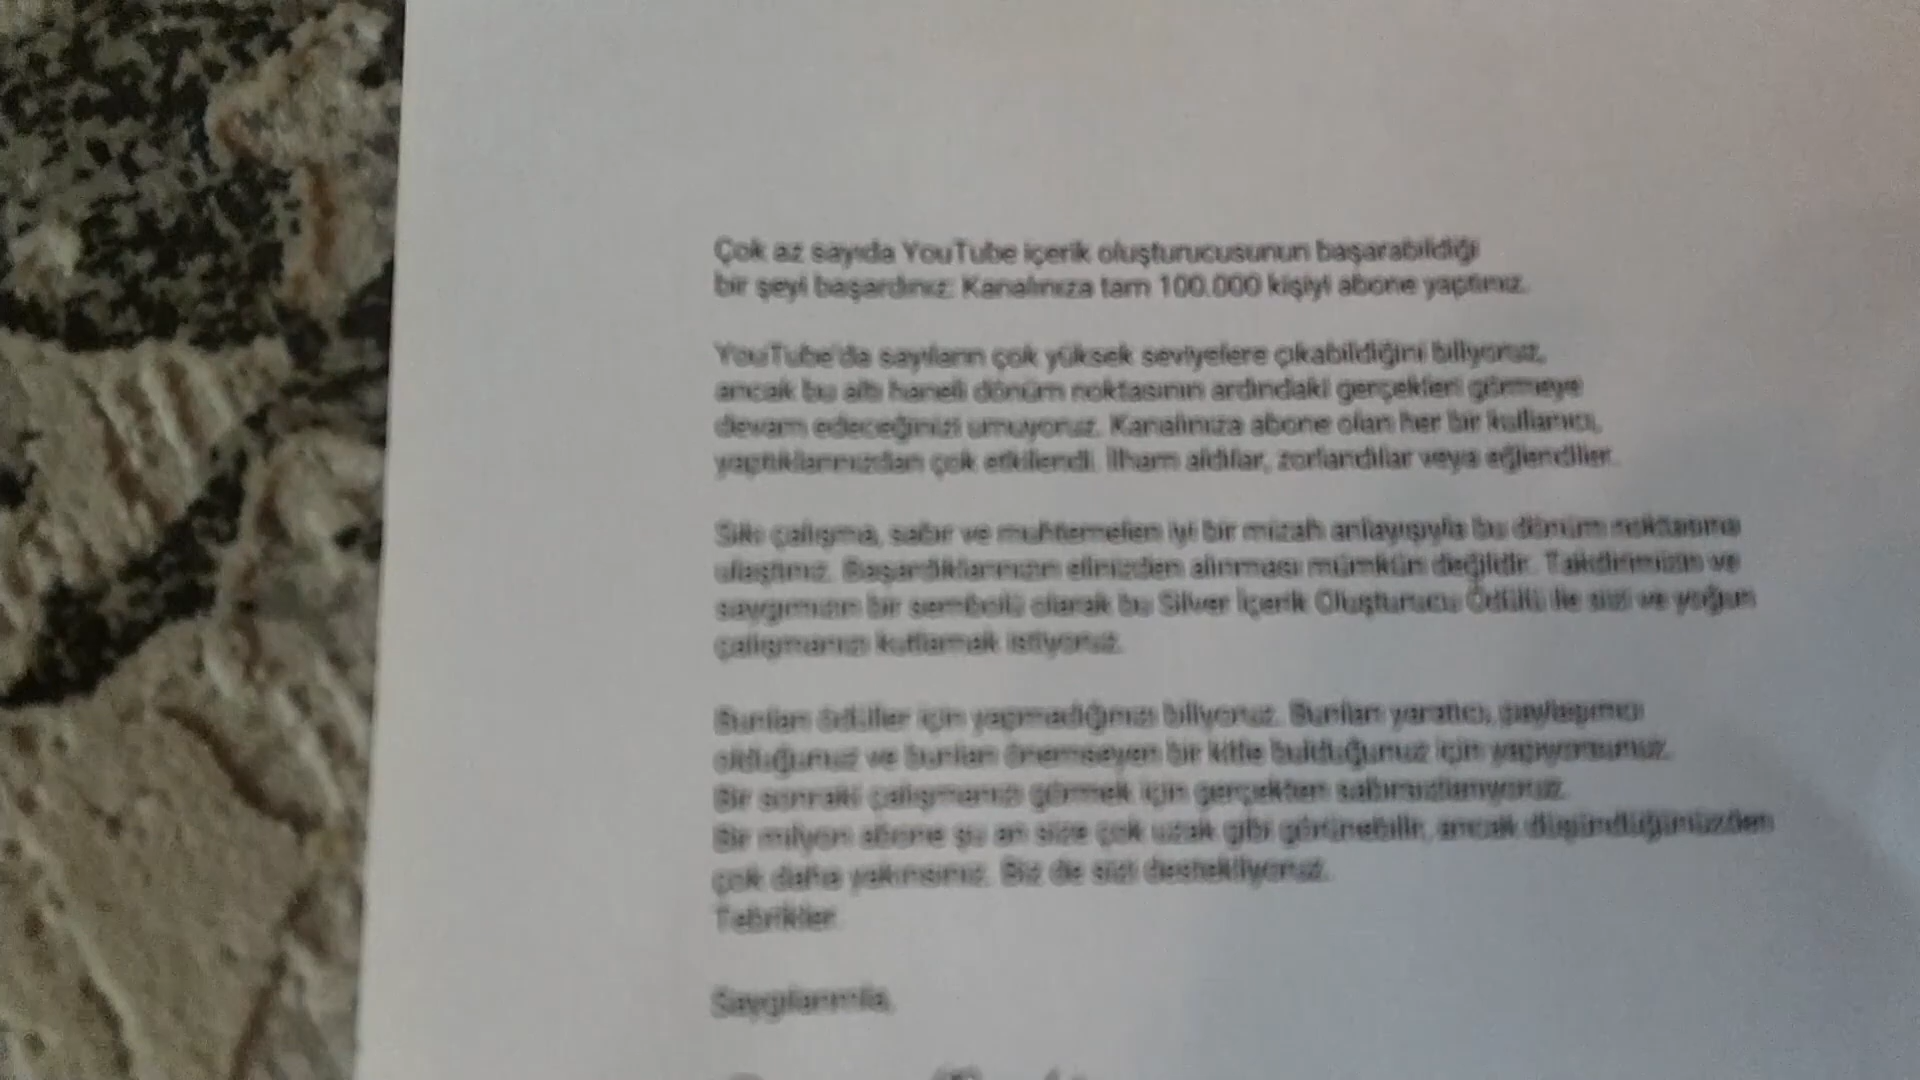 Çok az sayıda YouTube içerik oluşturucusunun başarabildiği
bir şeyi başardınız: Kanalınıza tam 100.000 kişiyi abone yaptınız.
YouTube'da sayıların çok yüksek seviyelere çıkabildiğini biliyoruz,
ancak bu altı haneli dönüm noktasının ardındaki gerçekleri görmeye
devam edeceğinizi umuyoruz. Kanalınıza abone olan her bir kullanıcı,
yaptıklarınızdan çok etkilendi. İlham aldılar, zorlandılar veya eğlendiler.
Sıkı çalışma, sabır ve muhtemelen iyi bir mizah anlayışıyla bu dönüm noktasına
ulaştınız. Başardıklarınızın elinizden alınması mümkün değildir. Takdirimizin ve
saygımızın bir sembolü olarak bu Silver İçerik Oluşturucu Ödülü ile sizi ve yoğun
çalışmanızı kutlamak istiyoruz.
Bunları ödüller için yapmadığınızı biliyoruz. Bunları yaratıcı, paylaşımcı
olduğunuz ve bunları önemseyen bir kitle bulduğunuz için yapıyorsunuz.
Bir sonraki çalışmanızı görmek için gerçekten sabırsızlanıyoruz.
Bir milyon abone şu an size çok uzak gibi görünebilir, ancak düşündüğünüzden
çok daha yakınsınız. Biz de sizi destekliyoruz.
Tebrikler.
Saygılarımla,